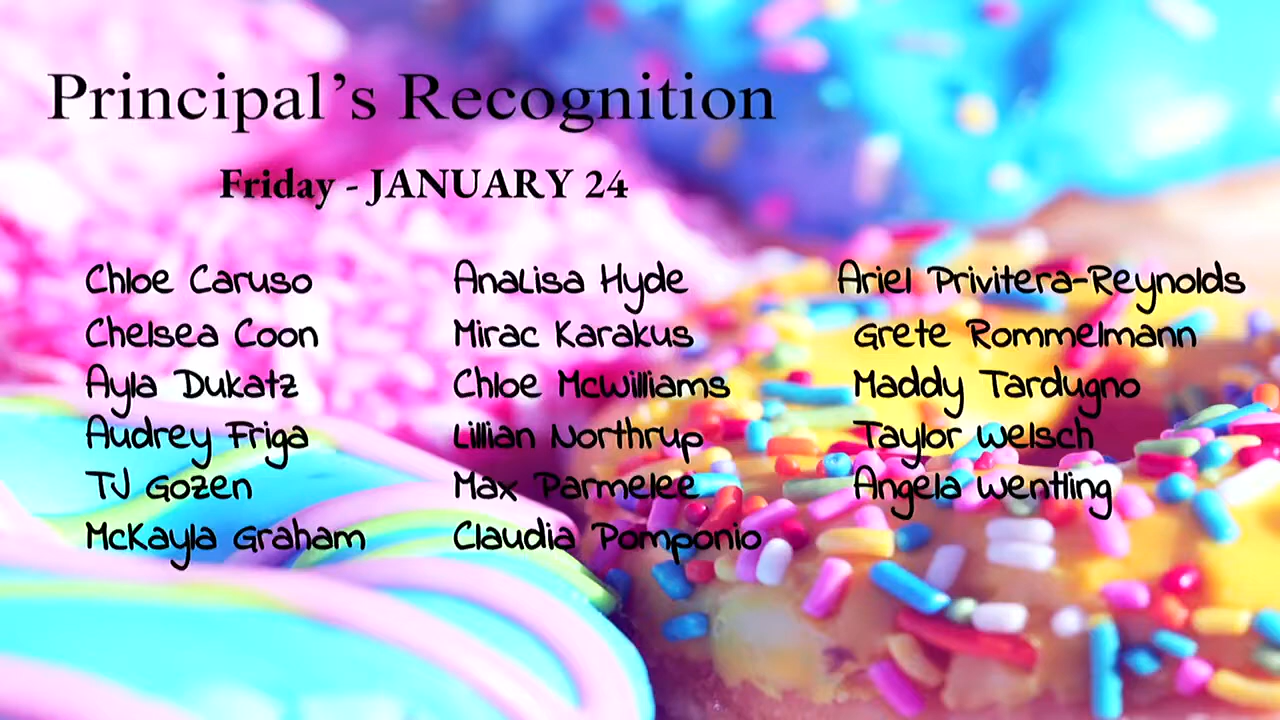 Principal's Recognition
Friday - JANUARY 24
Chloe Caruso
Chelsea Coon
Ayla Dukatz
Audrey Friga
TJ Gozen
McKayla Graham
Analisa Hyde
Mirac Karakus
Chloe McWilliams
Lillian Northrup
Max Parmelee
Claudia Pomponio
Ariel Privitera-Reynolds
Grete Rommelmann
Maddy Tardugno
Taylor Welsch
Angela Wentling